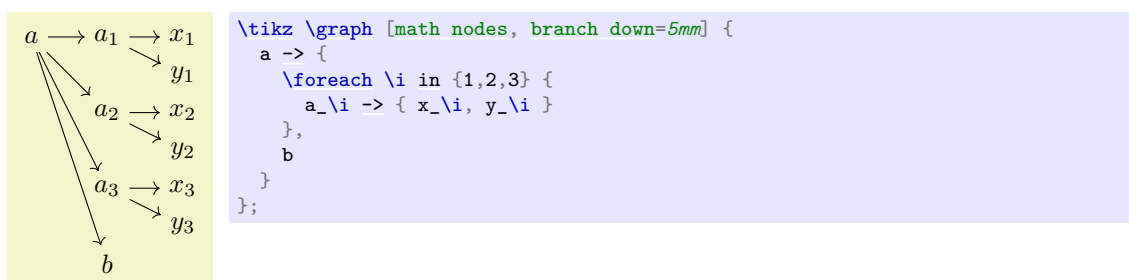 a a₁ x₁
y₁
a₂ x₂
y₂
a₃ x₃
y₃
b
\tikz \graph [math nodes, branch down=5mm] {
  a -> {
    \foreach \i in {1,2,3} {
      a_\i -> { x_\i, y_\i }
    },
    b
  }
};